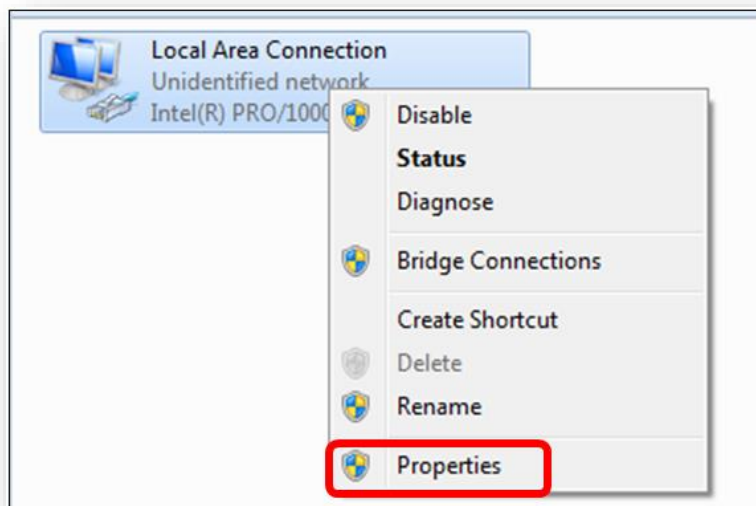 Local Area Connection
Unidentified network
Intel(R) PRO/1000
Disable
Status
Diagnose
Bridge Connections
Create Shortcut
Delete
Rename
Properties